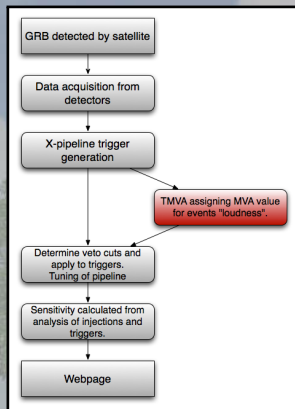 GRB detected by satellite
Data acquisition from
detectors
X-pipeline trigger
generation
TMVA assigning MVA value
for events "loudness".
Determine veto cuts and
apply to triggers.
Tuning of pipeline
Sensitivity calculated from
analysis of injections and
triggers.
Webpage